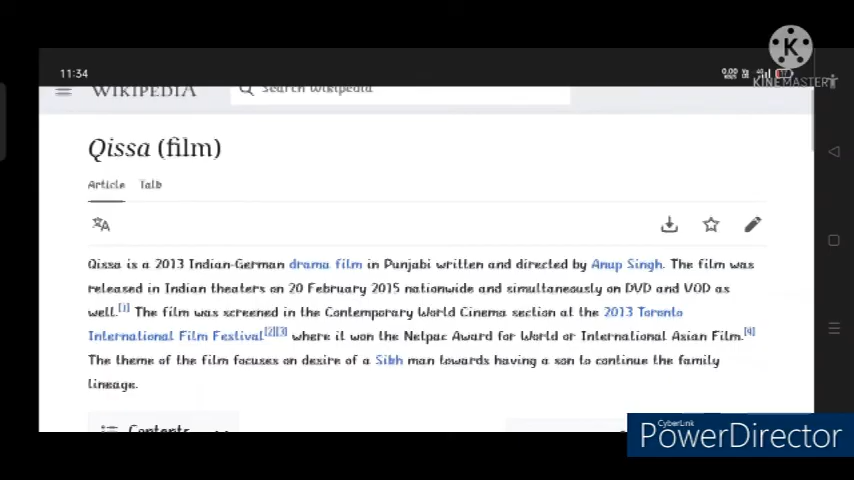 11:34
0.00
KINEMASTER
WIKIPEDIA
Search Wikipedia
Qissa (film)
Article Talk
Qissa is a 2013 Indian-German drama film in Punjabi written and directed by Anup Singh. The film was
released in Indian theaters on 20 February 2015 nationwide and simultaneously on DVD and VOD as
well.[1] The film was screened in the Contemporary World Cinema section at the 2013 Toronto
International Film Festival[2][3] where it won the Netpac Award for World or International Asian Film.[4]
The theme of the film focuses on desire of a Sikh man towards having a son to continue the family
lineage.
Contents
CyberLink
PowerDirector